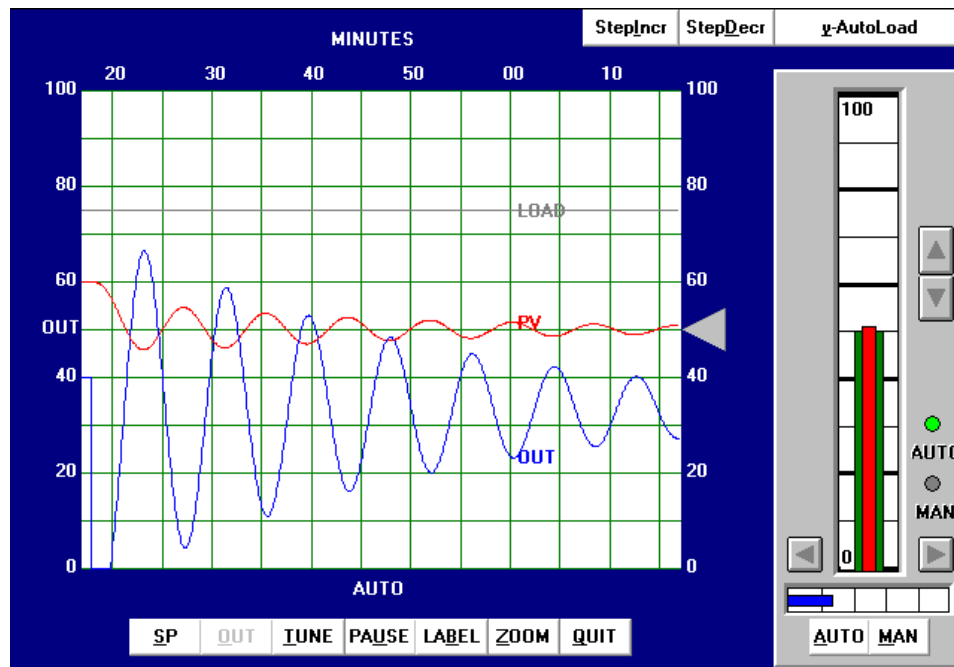 StepIncr StepDecr y-AutoLoad
MINUTES
20 30 40 50 00 10
100 100
100
80 80
LOAD
60 60
OUT PV
40 40
AUTO
20 OUT 20
MAN
0 0 0
AUTO
SP OUT TUNE PAUSE LABEL ZOOM QUIT AUTO MAN